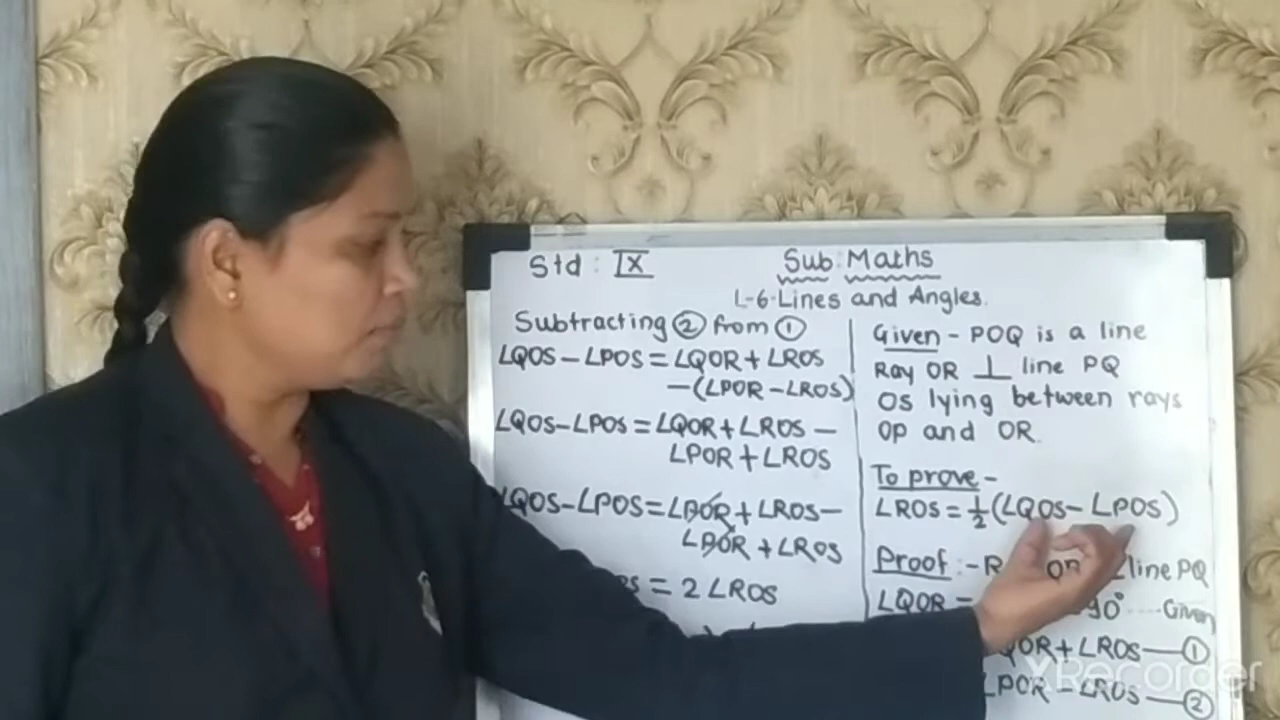 Std : IX
Sub : Maths
L-6-Lines and Angles.
Subtracting ② from ①
∠QOS – ∠POS = ∠QOR + ∠ROS
– (∠POR – ∠ROS)
∠QOS – ∠POS = ∠QOR + ∠ROS –
∠POR + ∠ROS
∠QOS – ∠POS = ∠POR + ∠ROS –
∠POR + ∠ROS
= 2 ∠ROS
Given – POQ is a line
Ray OR ⊥ line PQ
OS lying between rays
OP and OR.
To prove –
∠ROS = ½ (∠QOS – ∠POS)
Proof :- line PQ
∠QOR = 90° ---- Given
QOR + ∠ROS — ①
∠POR – ∠ROS — ②
XRecorder